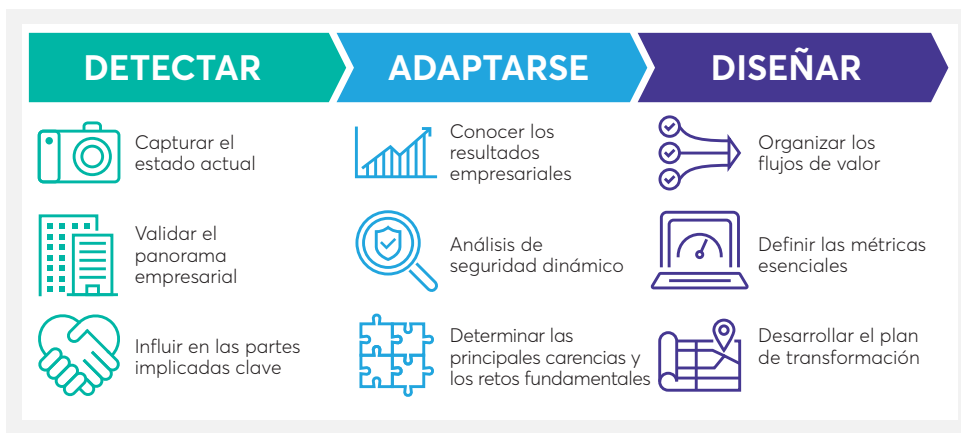 DETECTAR
Capturar el
estado actual
Validar el
panorama
empresarial
Influir en las partes
implicadas clave
ADAPTARSE
Conocer los
resultados
empresariales
Análisis de
seguridad dinámico
Determinar las
principales carencias y
los retos fundamentales
DISEÑAR
Organizar los
flujos de valor
Definir las métricas
esenciales
Desarrollar el plan
de transformación